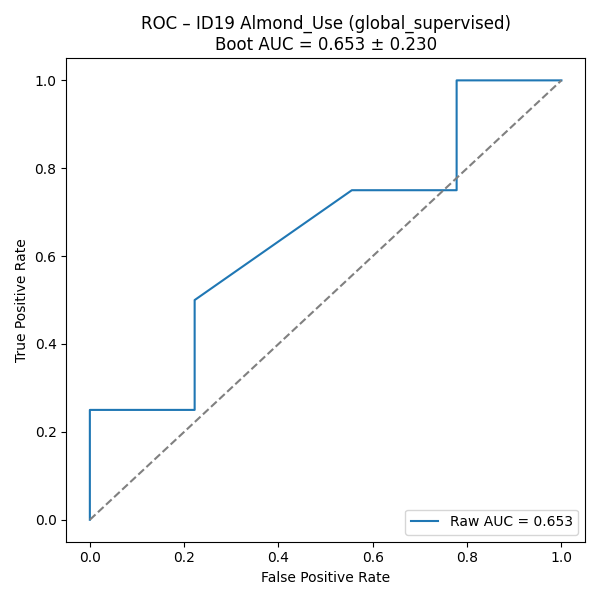 ROC – ID19 Almond_Use (global_supervised)
Boot AUC = 0.653 ± 0.230
True Positive Rate
1.0
0.8
0.6
0.4
0.2
0.0
Raw AUC = 0.653
0.0 0.2 0.4 0.6 0.8 1.0
False Positive Rate